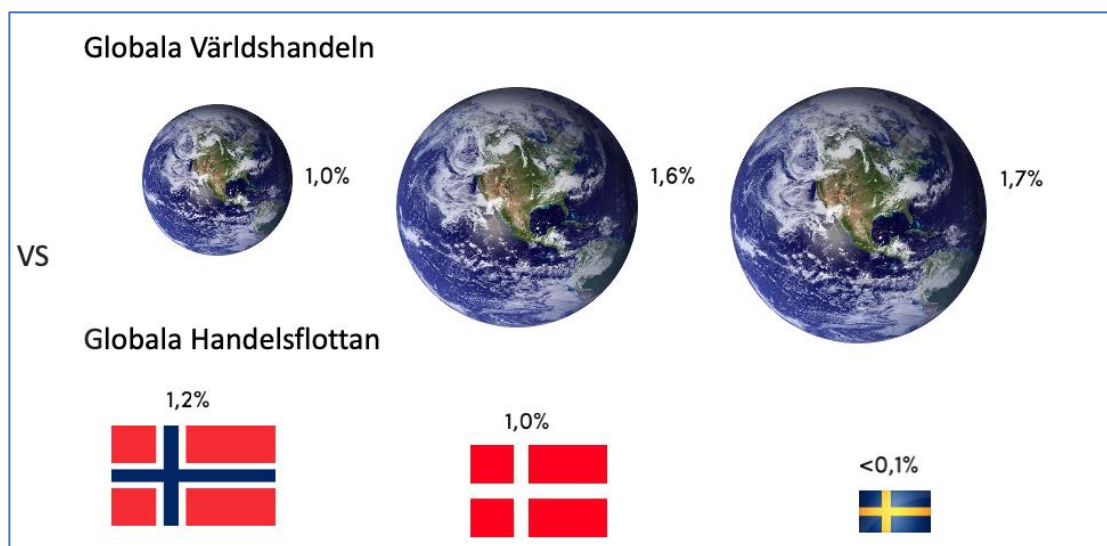 Globala Världshandeln
1,0%
1,6%
1,7%
VS
Globala Handelsflottan
1,2%
1,0%
<0,1%